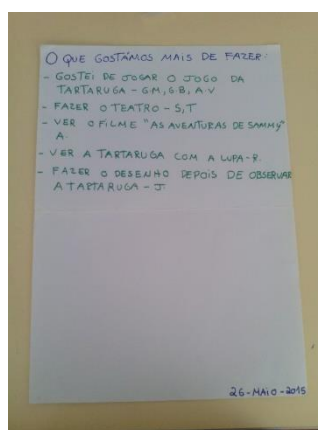 O QUE GOSTÁMOS MAIS DE FAZER:
- GOSTEI DE JOGAR O JOGO DA
TARTARUGA - G.M, G.B, A.V
- FAZER O TEATRO - S,T
- VER O FILME "AS AVENTURAS DE SAMMY"
A.
- VER A TARTARUGA COM A LUPA - R.
- FAZER O DESENHO DEPOIS DE OBSERVAR
A TARTARUGA - J
26-MAIO-2015